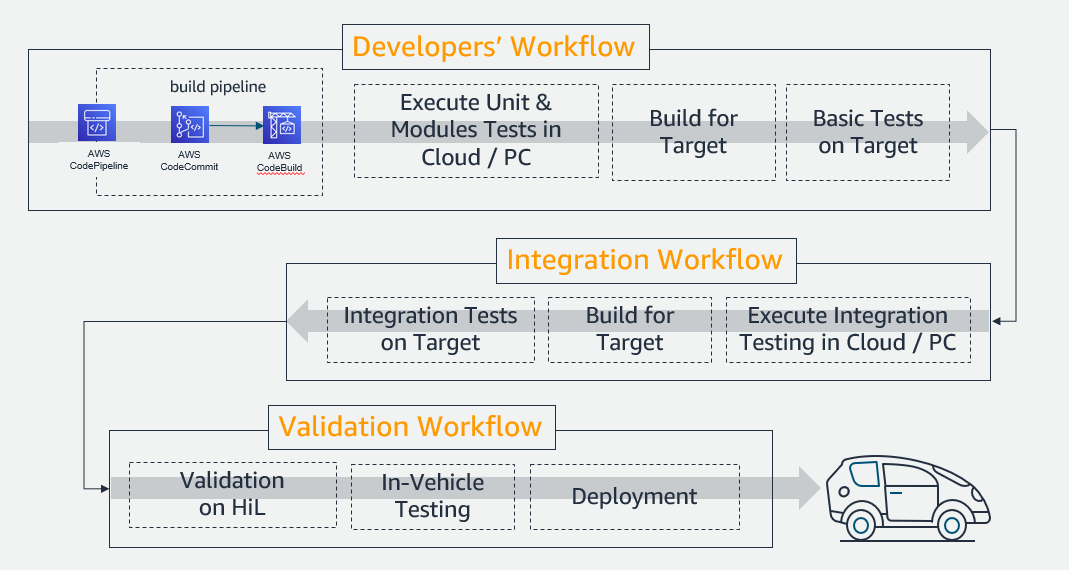 Developers' Workflow
build pipeline
AWS
CodePipeline
AWS
CodeCommit
AWS
CodeBuild
Execute Unit &
Modules Tests in
Cloud / PC
Build for
Target
Basic Tests
on Target
Integration Workflow
Integration Tests
on Target
Build for
Target
Execute Integration
Testing in Cloud / PC
Validation Workflow
Validation
on HiL
In-Vehicle
Testing
Deployment